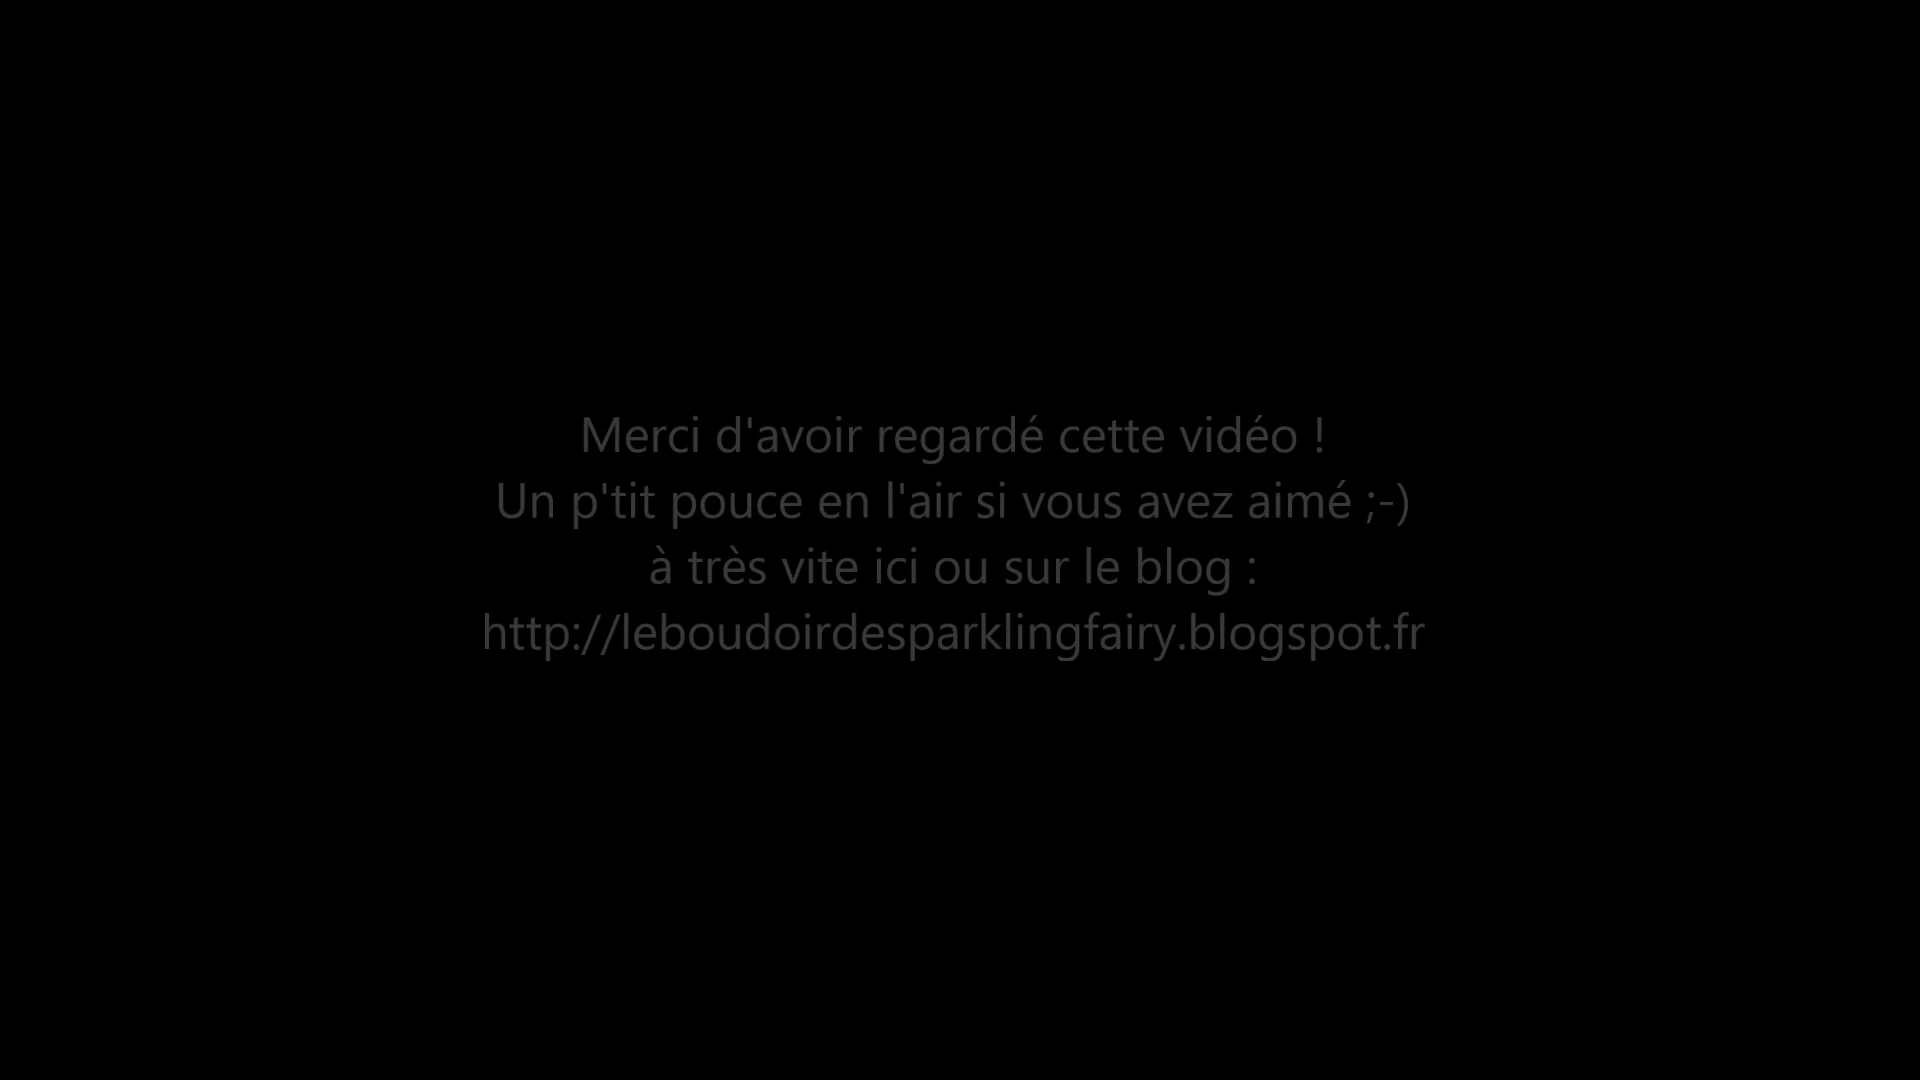 Merci d'avoir regardé cette vidéo !
Un p'tit pouce en l'air si vous avez aimé ;-)
à très vite ici ou sur le blog :
http://leboudoirdesparklingfairy.blogspot.fr